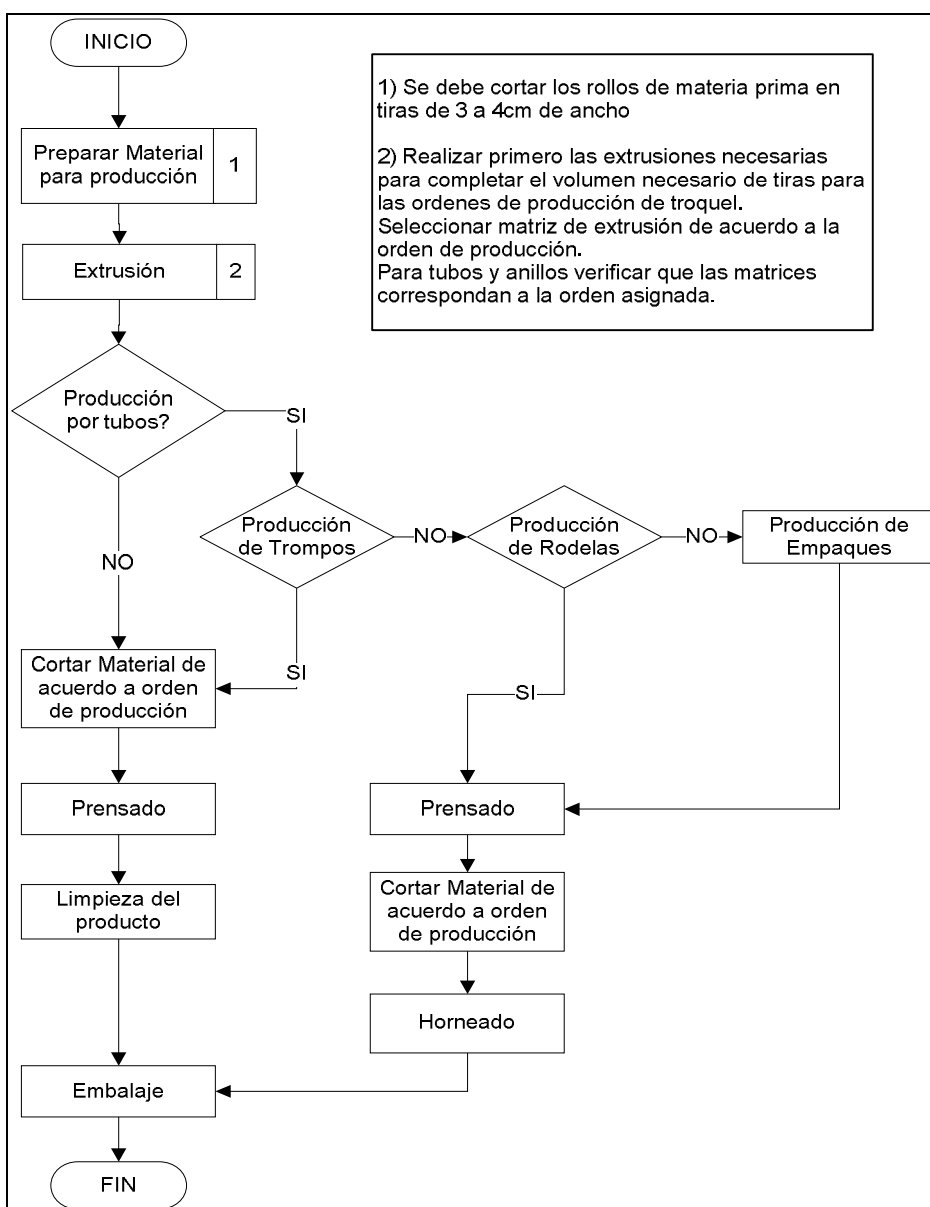 INICIO
1) Se debe cortar los rollos de materia prima en
tiras de 3 a 4cm de ancho
2) Realizar primero las extrusiones necesarias
para completar el volumen necesario de tiras para
las ordenes de producción de troquel.
Seleccionar matriz de extrusión de acuerdo a la
orden de producción.
Para tubos y anillos verificar que las matrices
correspondan a la orden asignada.
Preparar Material
para producción
1
Extrusión
2
Producción
por tubos?
SI
NO
Producción
de Trompos
NO
Producción
de Rodelas
NO
Producción de
Empaques
SI
SI
Cortar Material de
acuerdo a orden
de producción
Prensado
Limpieza del
producto
Prensado
Cortar Material de
acuerdo a orden
de producción
Horneado
Embalaje
FIN